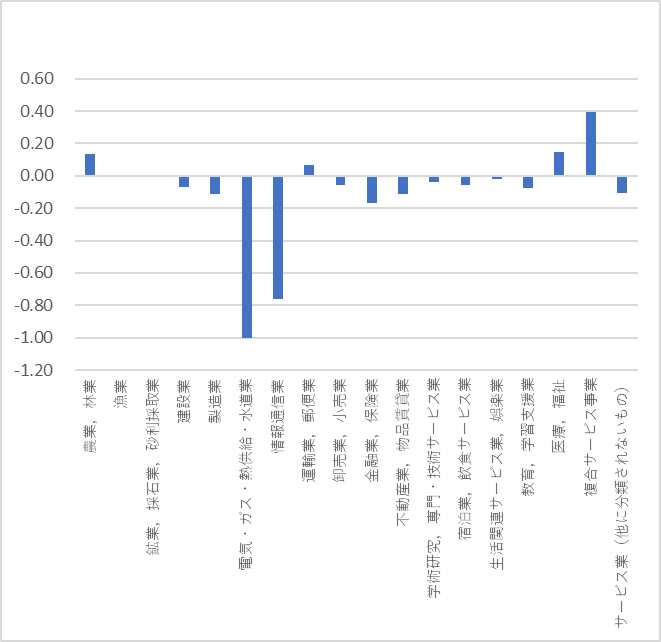 0.60
0.40
0.20
0.00
-0.20
-0.40
-0.60
-0.80
-1.00
-1.20
農業，林業
漁業
鉱業，採石業，砂利採取業
建設業
製造業
電気・ガス・熱供給・水道業
情報通信業
運輸業，郵便業
卸売業，小売業
金融業，保険業
不動産業，物品賃貸業
学術研究，専門・技術サービス業
宿泊業，飲食サービス業
生活関連サービス業，娯楽業
教育，学習支援業
医療，福祉
複合サービス事業
サービス業（他に分類されないもの）